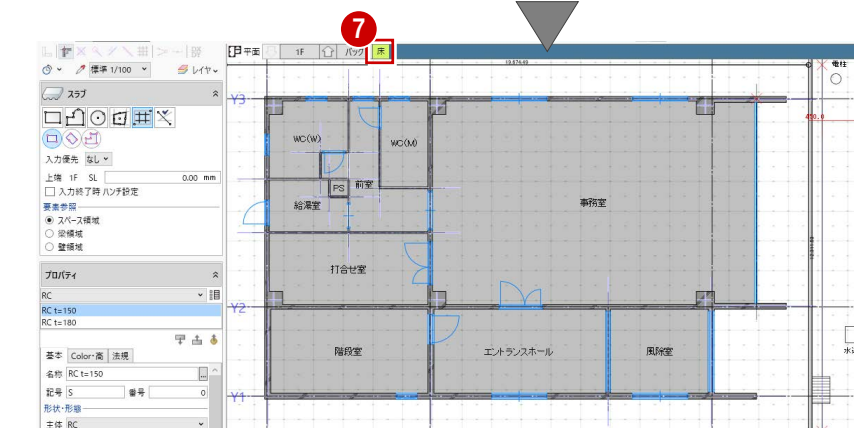 7
平面 1F バック 床
標準 1/100 レイヤ
スラブ
入力優先 なし
上端 1F SL 0.00 mm
入力終了時 ハンチ設定
要素参照
スペース領域
梁領域
壁領域
プロパティ
RC
RC t=150
RC t=180
基本 Color・高 法規
名称 RC t=150 ...
記号 S 番号 0
形状・形態
主体 RC
Y3
WC(W)
WC(M)
PS
前室
給湯室
事務室
打合せ室
Y2
階段室
エントランスホール
風除室
Y1
電柱
450.0